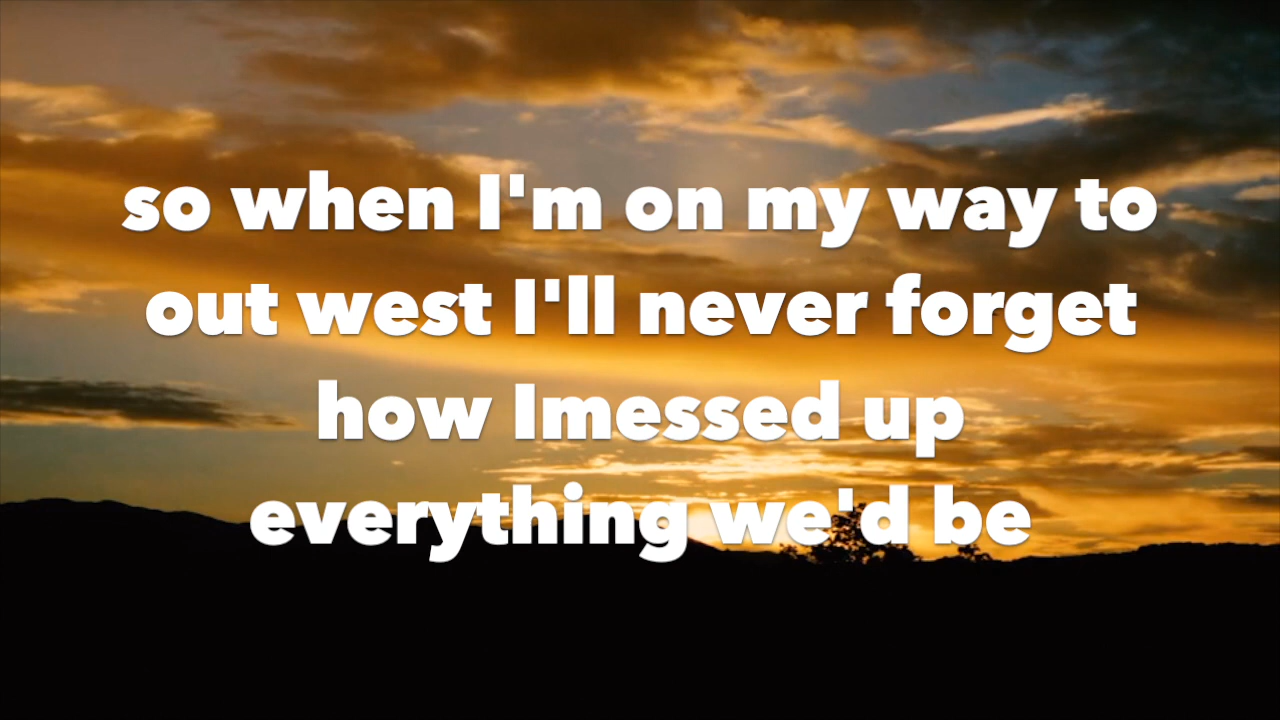 so when I'm on my way to
out west I'll never forget
how Imessed up
everything we'd be